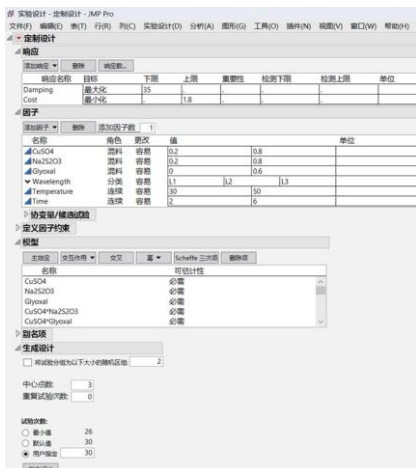 实验设计 - 定制设计 - JMP Pro
文件(F) 编辑(E) 表(T) 行(R) 列(C) 实验设计(D) 分析(A) 图形(G) 工具(O) 插件(N) 视图(V) 窗口(W) 帮助(H)
定制设计
响应
添加响应 删除 响应数...
响应名称 目标 下限 上限 重要性 检测下限 检测上限 单位
Damping 最大化 35 . . . .
Cost 最小化 . 1.8 . . .
因子
添加因子 删除 添加因子数 1
名称 角色 更改 值 单位
CuSO4 混料 容易 0.2 0.8
Na2S2O3 混料 容易 0.2 0.8
Glyoxal 混料 容易 0 0.6
Wavelength 分类 容易 L1 L2 L3
Temperature 连续 容易 30 50
Time 连续 容易 2 6
协变量/候选试验
定义因子约束
模型
主效应 交互作用 交叉 幂 Scheffe 三次项 删除项
名称 可估计性
CuSO4 必需
Na2S2O3 必需
Glyoxal 必需
CuSO4*Na2S2O3 必需
CuSO4*Glyoxal 必需
别名项
生成设计
将试验分组为以下大小的随机区组: 2
中心点数: 3
重复试验次数: 0
试验次数:
最小值 26
默认值 30
用户指定 30